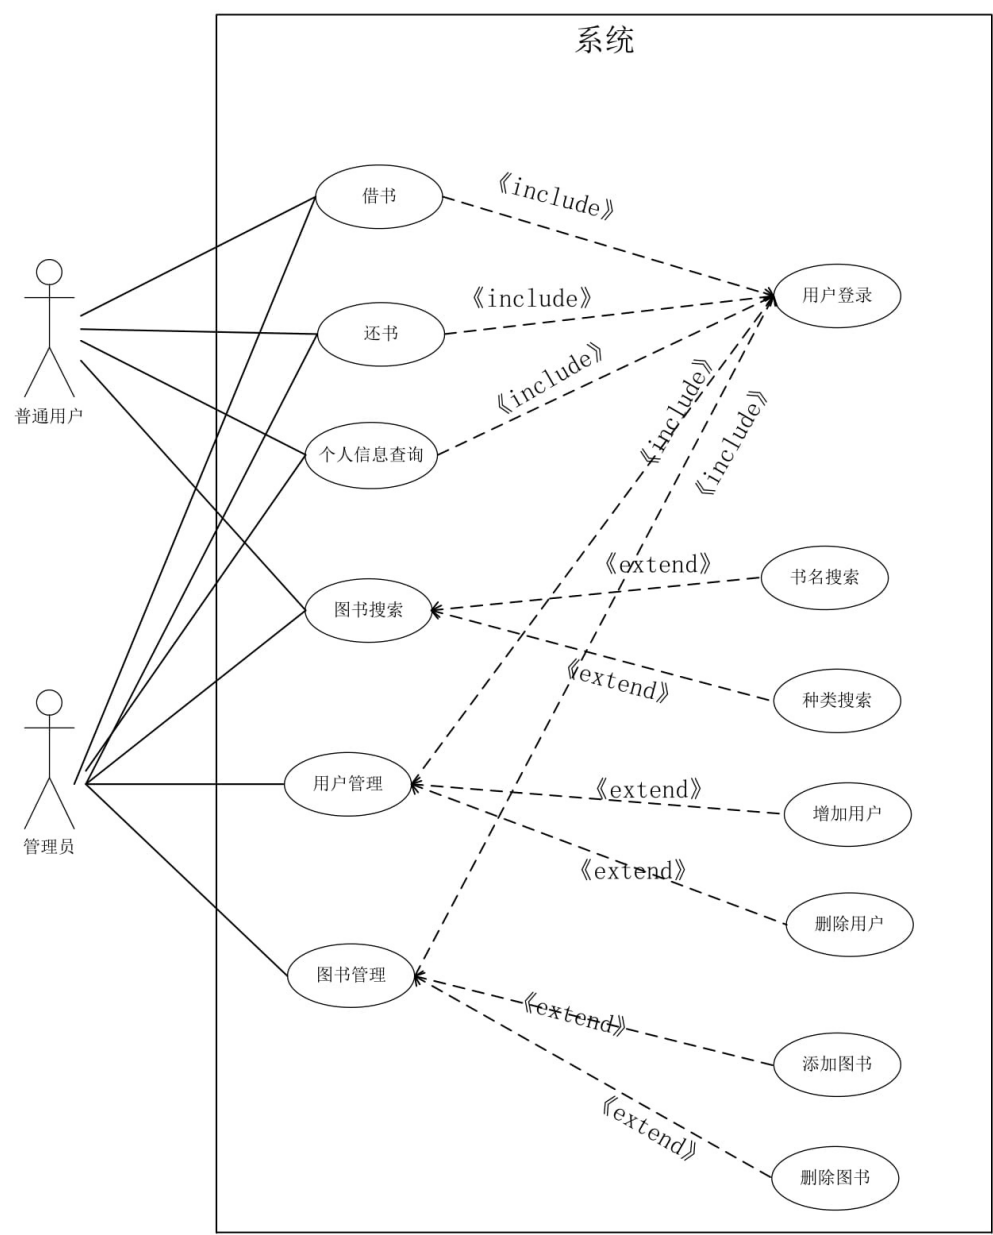 系统
借书
《include》
用户登录
普通用户
还书
《include》
个人信息查询
《include》
《include》
《include》
图书搜索
《extend》
书名搜索
《extend》
种类搜索
管理员
用户管理
《extend》
增加用户
《extend》
删除用户
图书管理
《extend》
添加图书
《extend》
删除图书